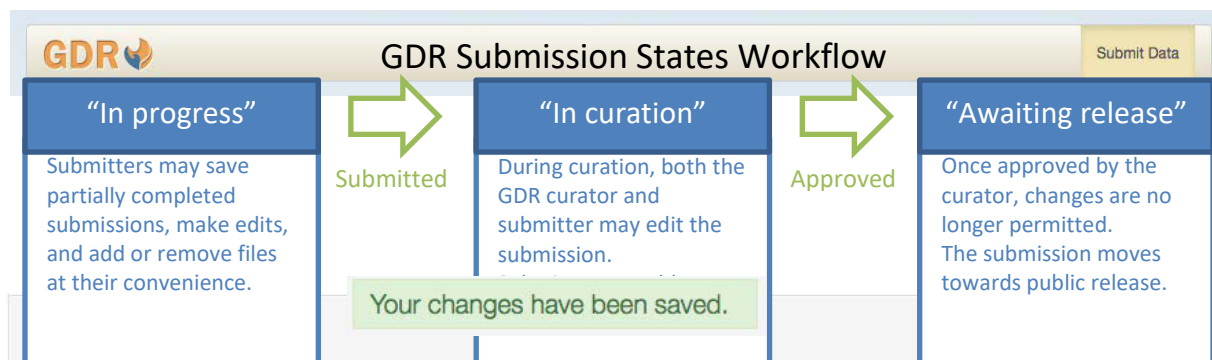 GDR
GDR Submission States Workflow
Submit Data
“In progress”
Submitters may save
partially completed
submissions, make edits,
and add or remove files
at their convenience.
Submitted
“In curation”
During curation, both the
GDR curator and
submitter may edit the
submission.
Approved
“Awaiting release”
Once approved by the
curator, changes are no
longer permitted.
The submission moves
towards public release.
Your changes have been saved.